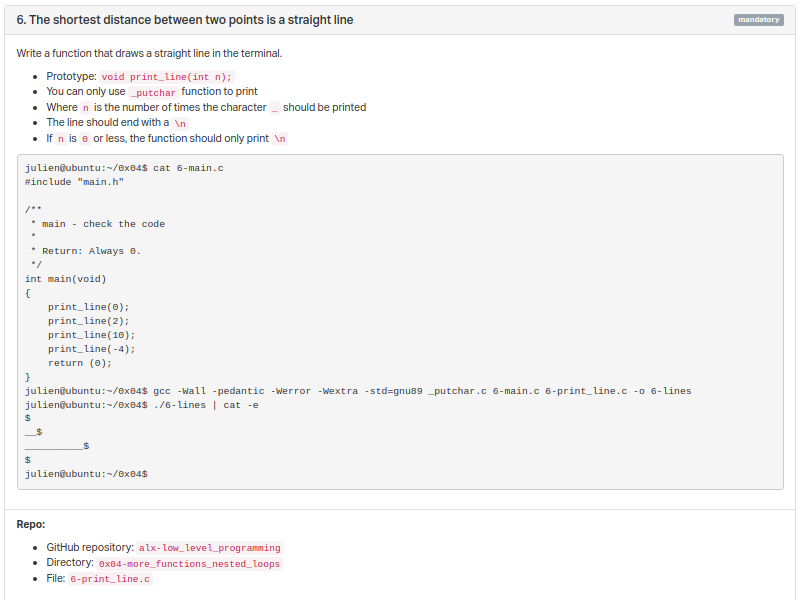 6. The shortest distance between two points is a straight line
mandatory
Write a function that draws a straight line in the terminal.
Prototype: void print_line(int n);
You can only use _putchar function to print
Where n is the number of times the character _ should be printed
The line should end with a \n
If n is 0 or less, the function should only print \n
julien@ubuntu:~/0x04$ cat 6-main.c
#include "main.h"

/**
 * main - check the code
 *
 * Return: Always 0.
 */
int main(void)
{
    print_line(0);
    print_line(2);
    print_line(10);
    print_line(-4);
    return (0);
}
julien@ubuntu:~/0x04$ gcc -Wall -pedantic -Werror -Wextra -std=gnu89 _putchar.c 6-main.c 6-print_line.c -o 6-lines
julien@ubuntu:~/0x04$ ./6-lines | cat -e
$
__$
__________$
$
julien@ubuntu:~/0x04$
Repo:
GitHub repository: alx-low_level_programming
Directory: 0x04-more_functions_nested_loops
File: 6-print_line.c